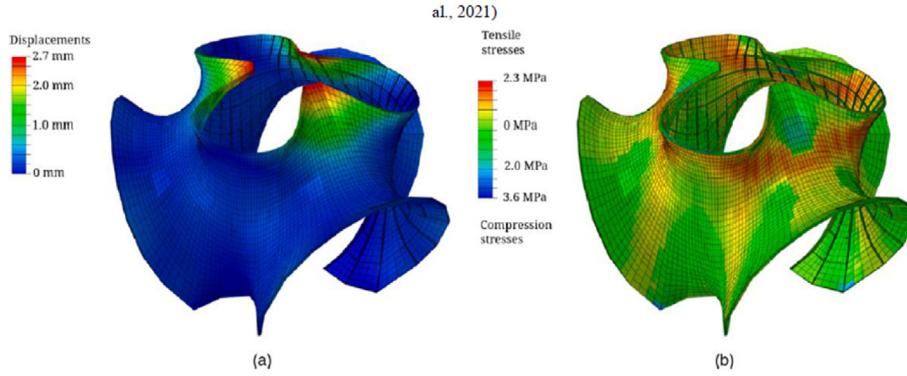 al., 2021)
Displacements
2.7 mm
2.0 mm
1.0 mm
0 mm
Tensile
stresses
2.3 MPa
0 MPa
2.0 MPa
3.6 MPa
Compression
stresses
(a)
(b)